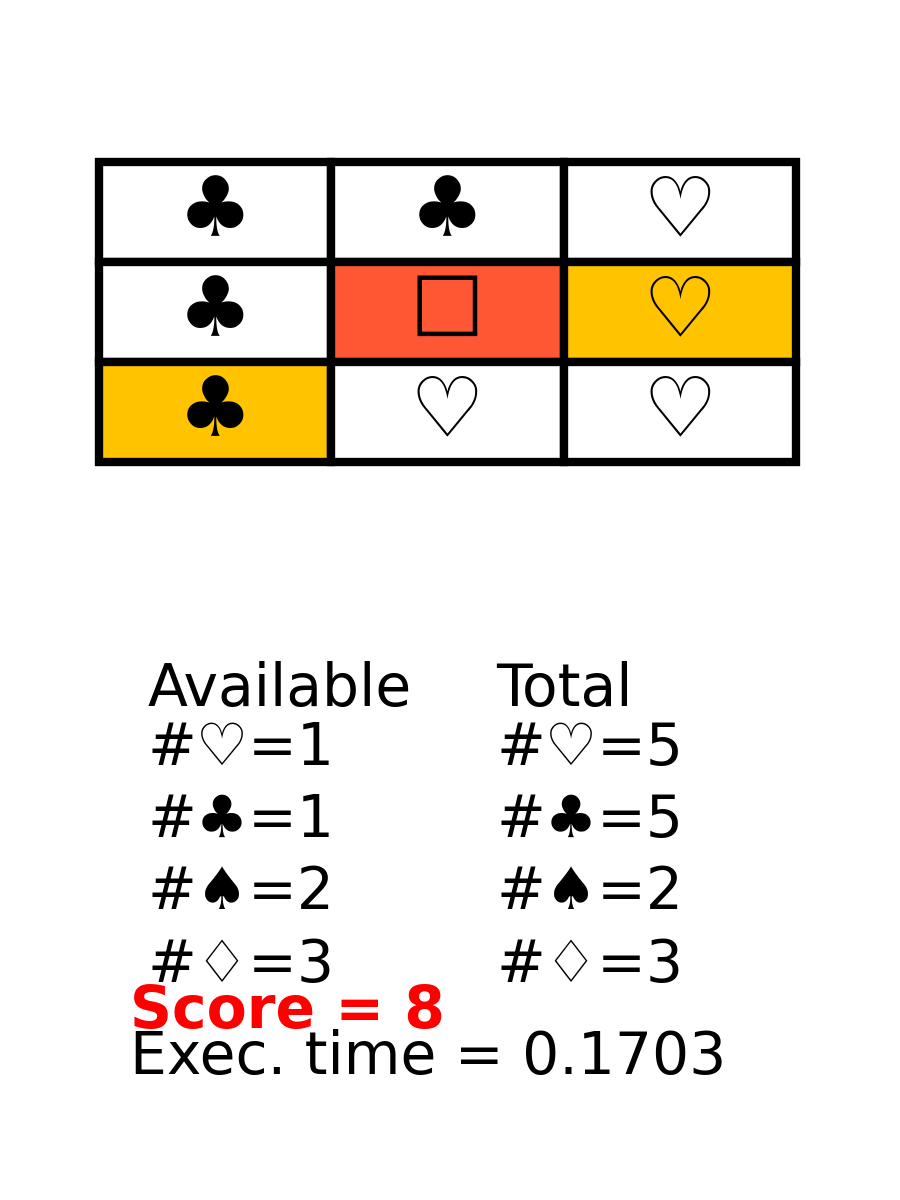 ♣ ♣ ♡
♣ □ ♡
♣ ♡ ♡
Available Total
#♡=1 #♡=5
#♣=1 #♣=5
#♠=2 #♠=2
#♢=3 #♢=3
Score = 8
Exec. time = 0.1703